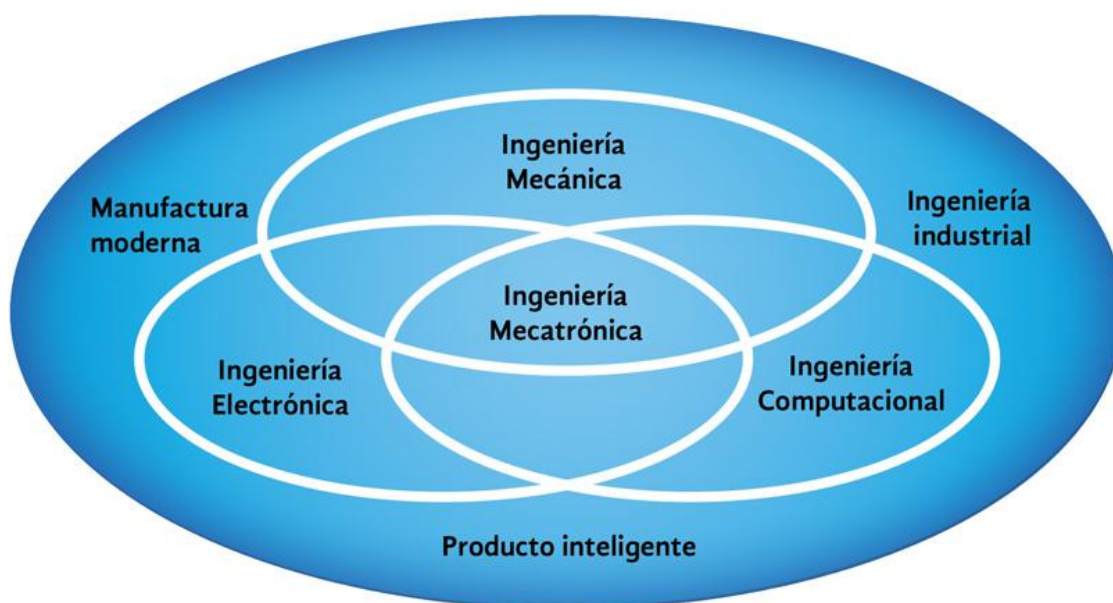 Ingeniería
Mecánica
Manufactura
moderna
Ingeniería
industrial
Ingeniería
Mecatrónica
Ingeniería
Electrónica
Ingeniería
Computacional
Producto inteligente